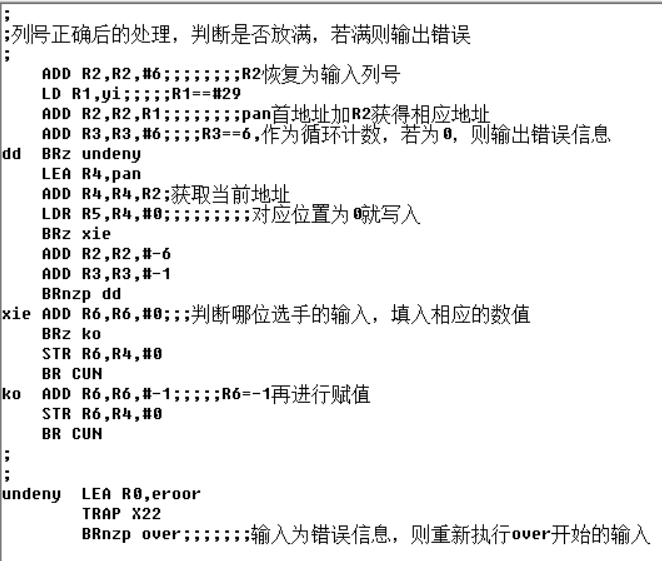 ;
;列号正确后的处理，判断是否放满，若满则输出错误
;
ADD R2,R2,#6;;;;;;;;R2恢复为输入列号
LD R1,yi;;;;;R1==#29
ADD R2,R2,R1;;;;;;;;pan首地址加R2获得相应地址
ADD R3,R3,#6;;;;R3==6,作为循环计数，若为0，则输出错误信息
dd BRz undeny
LEA R4,pan
ADD R4,R4,R2;获取当前地址
LDR R5,R4,#0;;;;;;;;;对应位置为0就写入
BRz xie
ADD R2,R2,#-6
ADD R3,R3,#-1
BRnzp dd
xie ADD R6,R6,#0;;;判断哪位选手的输入，填入相应的数值
BRz ko
STR R6,R4,#0
BR CUN
ko ADD R6,R6,#-1;;;;;R6=-1再进行赋值
STR R6,R4,#0
BR CUN
;
;
undeny LEA R0,eroor
TRAP X22
BRnzp over;;;;;;;输入为错误信息，则重新执行over开始的输入